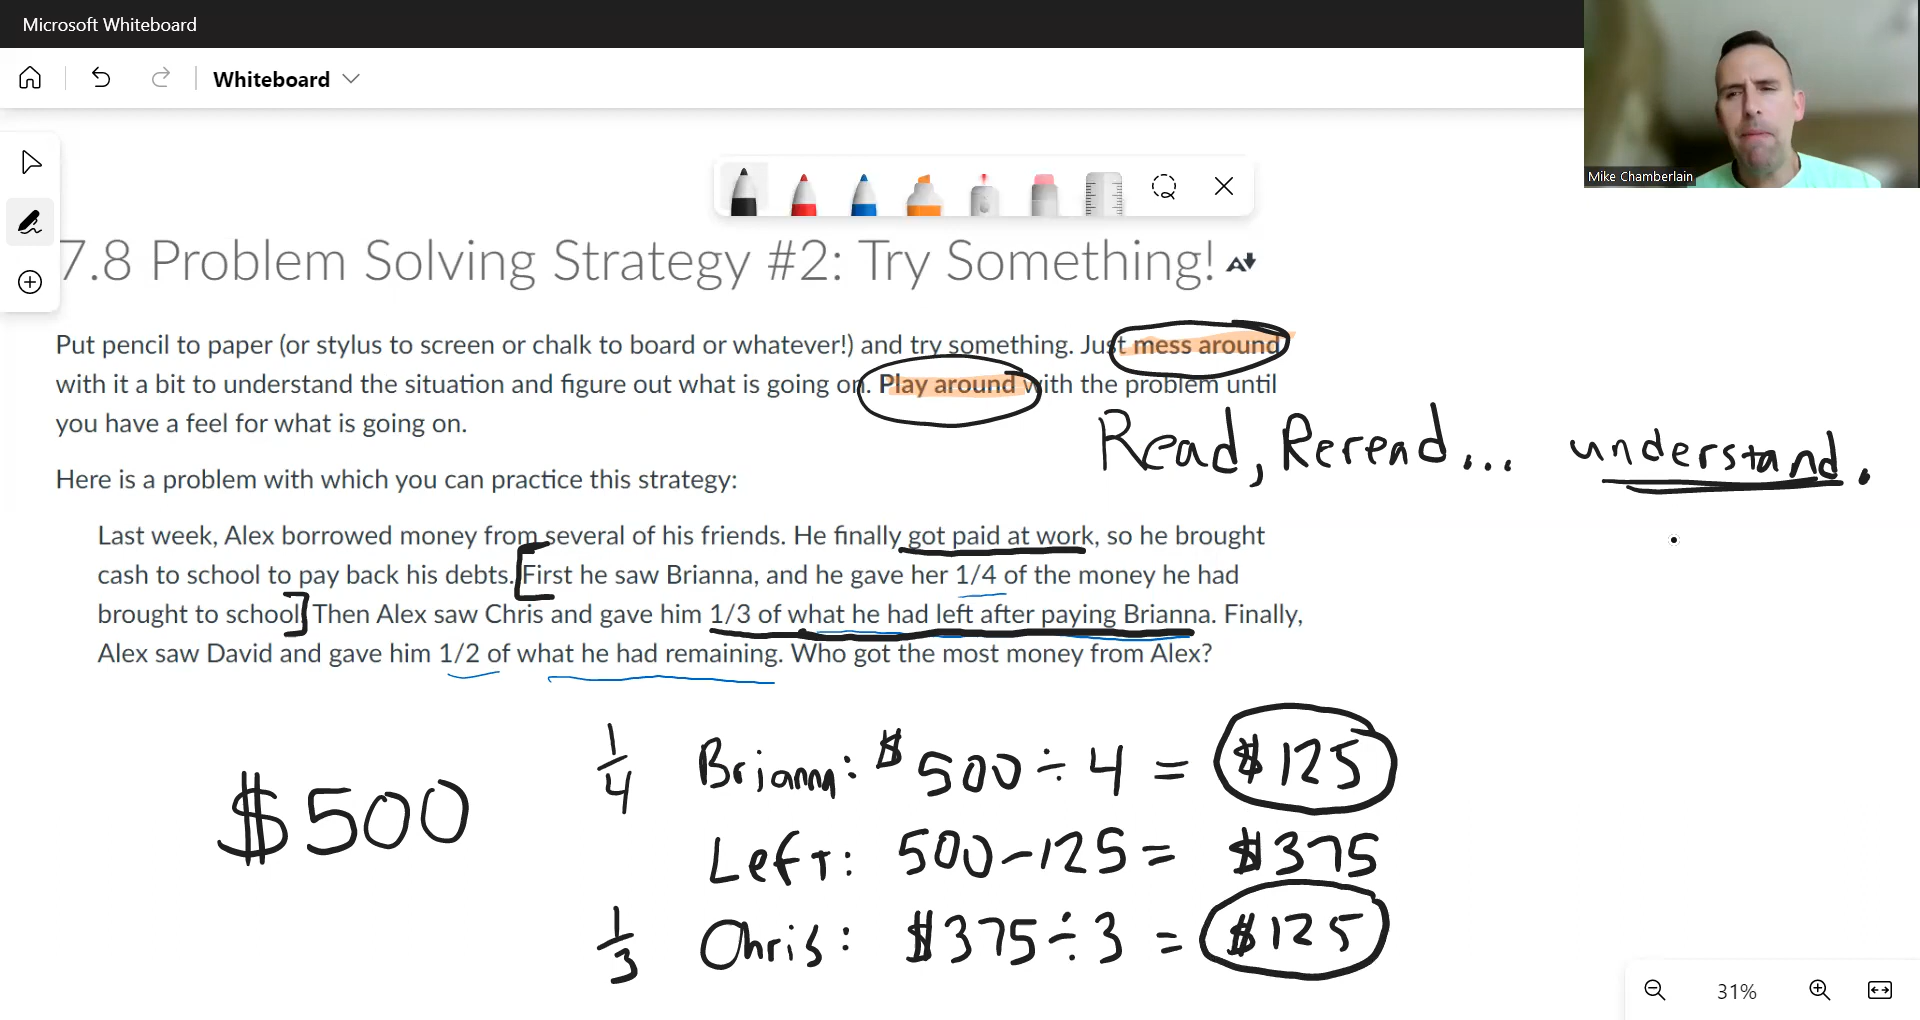 Microsoft Whiteboard
Whiteboard
Mike Chamberlain
7.8 Problem Solving Strategy #2: Try Something!
Put pencil to paper (or stylus to screen or chalk to board or whatever!) and try something. Just mess around
with it a bit to understand the situation and figure out what is going on. Play around with the problem until
you have a feel for what is going on.
Read, Reread... understand.
Here is a problem with which you can practice this strategy:
Last week, Alex borrowed money from several of his friends. He finally got paid at work, so he brought
cash to school to pay back his debts. [First he saw Brianna, and he gave her 1/4 of the money he had
brought to school.] Then Alex saw Chris and gave him 1/3 of what he had left after paying Brianna. Finally,
Alex saw David and gave him 1/2 of what he had remaining. Who got the most money from Alex?
$500
1/4 Brianna: $500 ÷ 4 = $125
Left: 500-125 = $375
1/3 Chris: $375 ÷ 3 = $125
31%